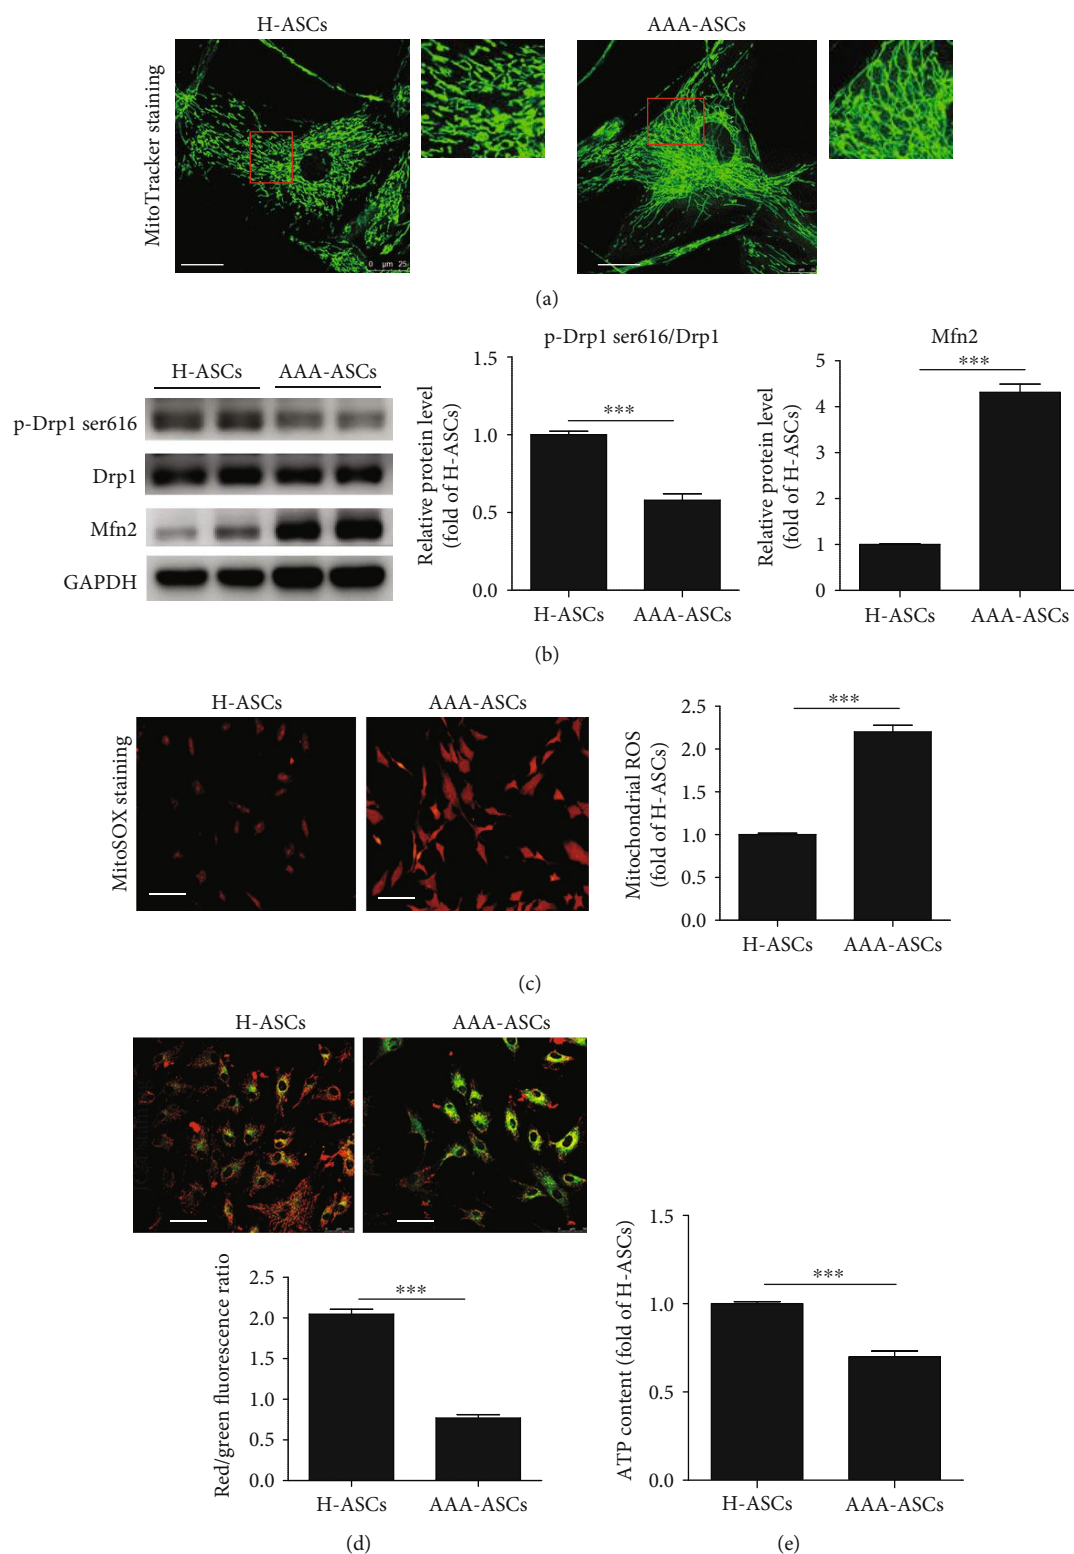 H-ASCs
AAA-ASCs
MitoTracker staining
0 µm 25
(a)
H-ASCs
AAA-ASCs
p-Drp1 ser616
Drp1
Mfn2
GAPDH
p-Drp1 ser616/Drp1
Relative protein level
(fold of H-ASCs)
1.5
1.0
0.5
0.0
***
H-ASCs
AAA-ASCs
Mfn2
Relative protein level
(fold of H-ASCs)
5
4
3
2
1
0
***
H-ASCs
AAA-ASCs
(b)
H-ASCs
AAA-ASCs
MitoSOX staining
Mitochondrial ROS
(fold of H-ASCs)
2.5
2.0
1.5
1.0
0.5
0.0
***
H-ASCs
AAA-ASCs
(c)
H-ASCs
AAA-ASCs
Red/green fluorescence ratio
2.5
2.0
1.5
1.0
0.5
0.0
***
H-ASCs
AAA-ASCs
(d)
ATP content (fold of H-ASCs)
1.5
1.0
0.5
0.0
***
H-ASCs
AAA-ASCs
(e)